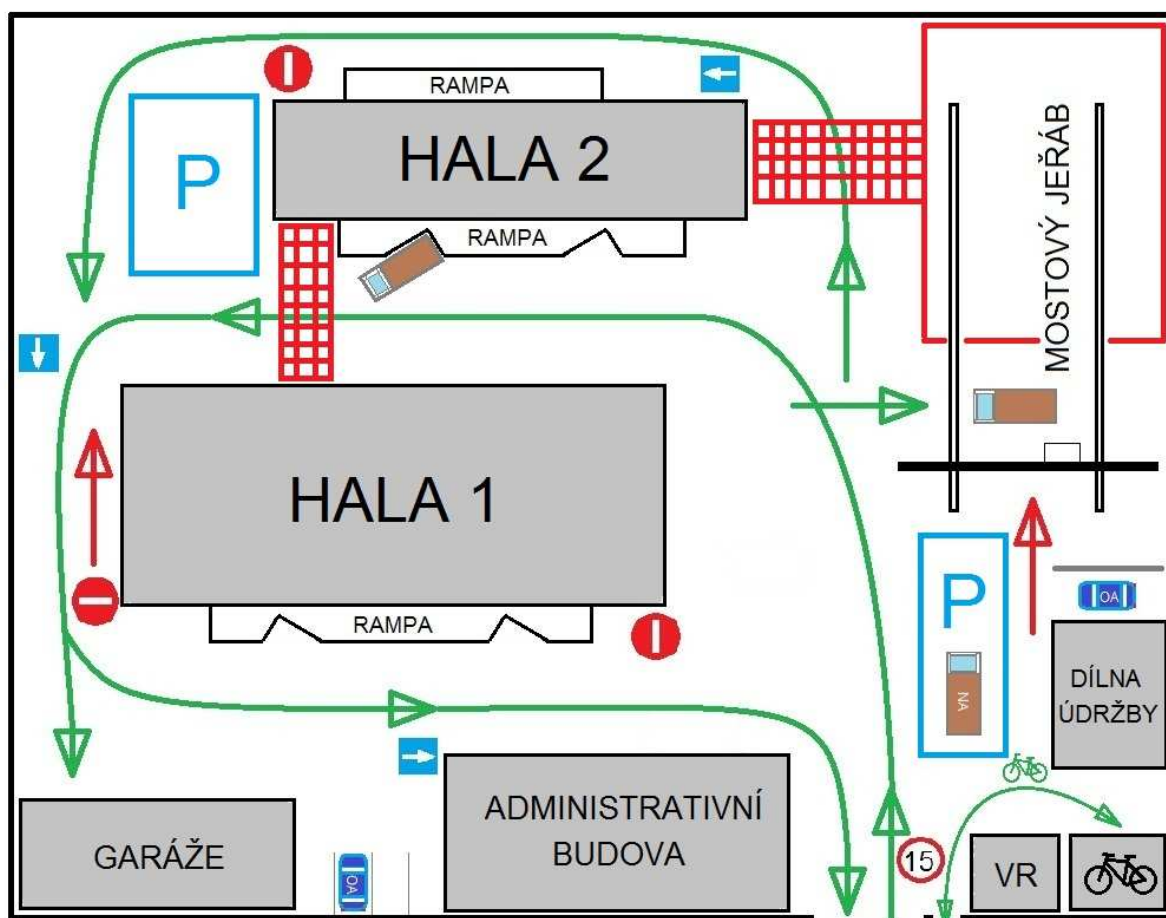 RAMPA
HALA 2
P
RAMPA
MOSTOVÝ JEŘÁB
HALA 1
RAMPA
P
NA
OA
DÍLNA
ÚDRŽBY
ADMINISTRATIVNÍ
BUDOVA
GARÁŽE
OA
15
VR